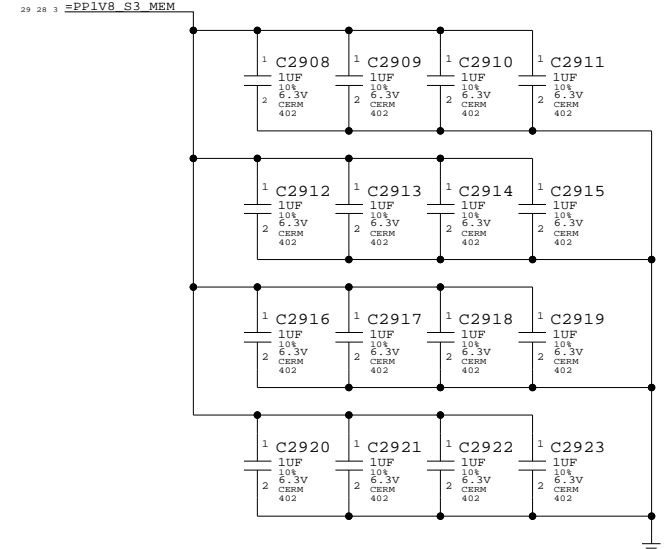 29 28 3 =PP1V8_S3_MEM
1 C2908 1 C2909 1 C2910 1 C2911
1UF 1UF 1UF 1UF
10% 10% 10% 10%
2 6.3V 2 6.3V 2 6.3V 2 6.3V
CERM CERM CERM CERM
402 402 402 402
1 C2912 1 C2913 1 C2914 1 C2915
1UF 1UF 1UF 1UF
10% 10% 10% 10%
2 6.3V 2 6.3V 2 6.3V 2 6.3V
CERM CERM CERM CERM
402 402 402 402
1 C2916 1 C2917 1 C2918 1 C2919
1UF 1UF 1UF 1UF
10% 10% 10% 10%
2 6.3V 2 6.3V 2 6.3V 2 6.3V
CERM CERM CERM CERM
402 402 402 402
1 C2920 1 C2921 1 C2922 1 C2923
1UF 1UF 1UF 1UF
10% 10% 10% 10%
2 6.3V 2 6.3V 2 6.3V 2 6.3V
CERM CERM CERM CERM
402 402 402 402